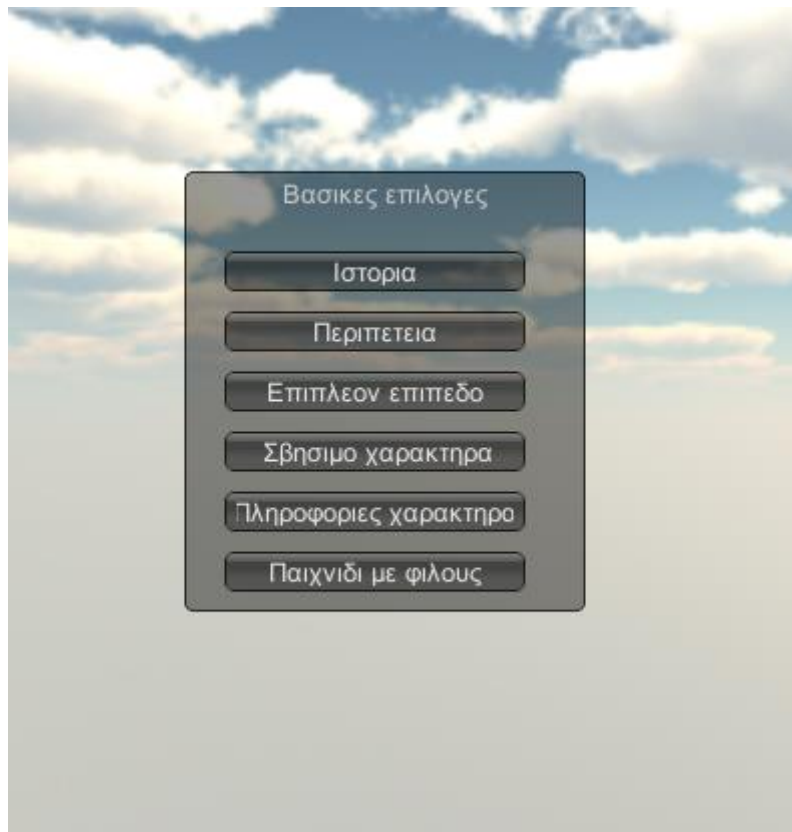 Βασικες επιλογες
Ιστορια
Περιπετεια
Επιπλεον επιπεδο
Σβησιμο χαρακτηρα
Πληροφοριες χαρακτηρο
Παιχνιδι με φιλους